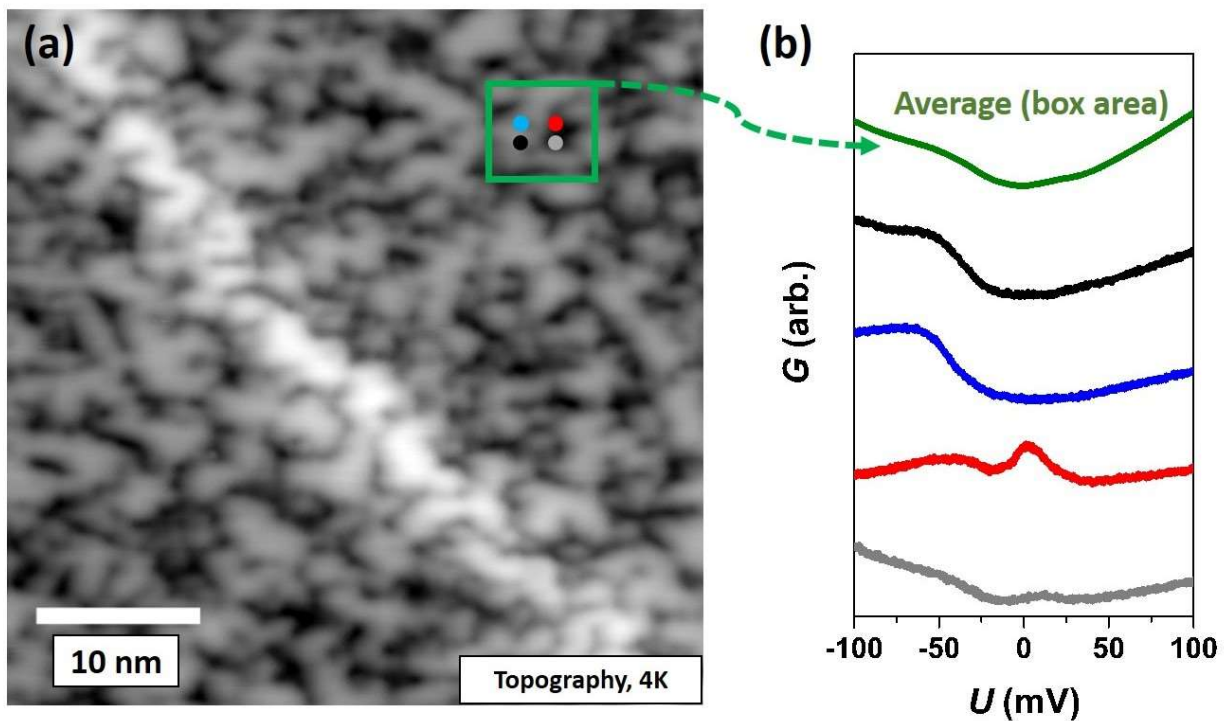 (a)
10 nm
Topography, 4K
(b)
Average (box area)
G (arb.)
-100 -50 0 50 100
U (mV)